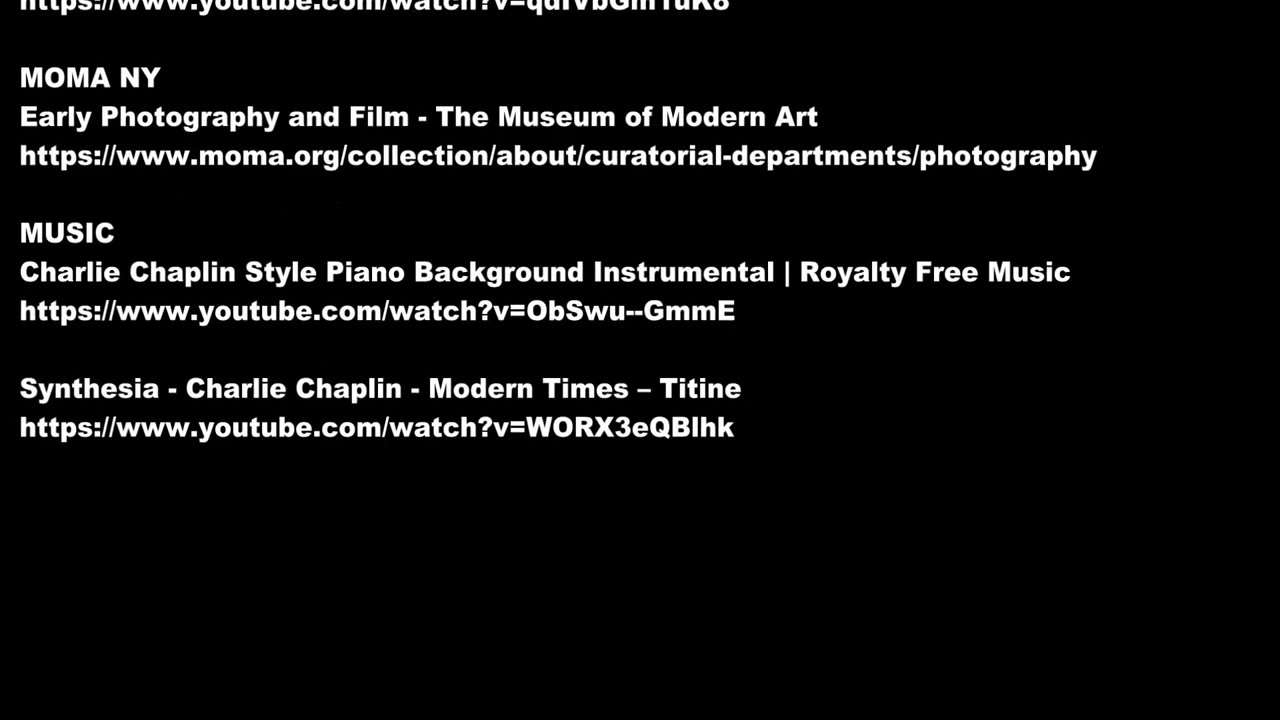 MOMA NY
Early Photography and Film - The Museum of Modern Art
https://www.moma.org/collection/about/curatorial-departments/photography
MUSIC
Charlie Chaplin Style Piano Background Instrumental | Royalty Free Music
https://www.youtube.com/watch?v=ObSwu--GmmE
Synthesia - Charlie Chaplin - Modern Times – Titine
https://www.youtube.com/watch?v=WORX3eQBlhk